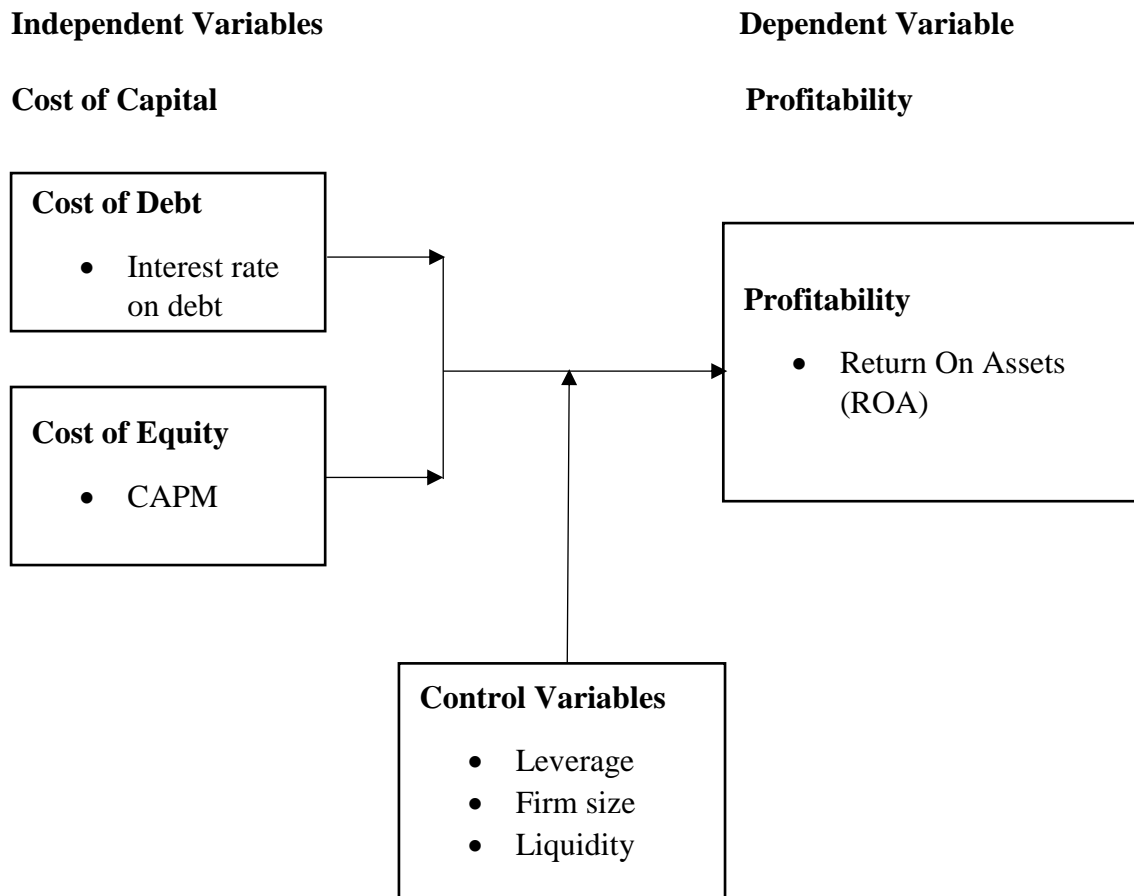 Independent Variables
Dependent Variable
Cost of Capital
Profitability
Cost of Debt
• Interest rate
on debt
Cost of Equity
• CAPM
Profitability
• Return On Assets
(ROA)
Control Variables
• Leverage
• Firm size
• Liquidity